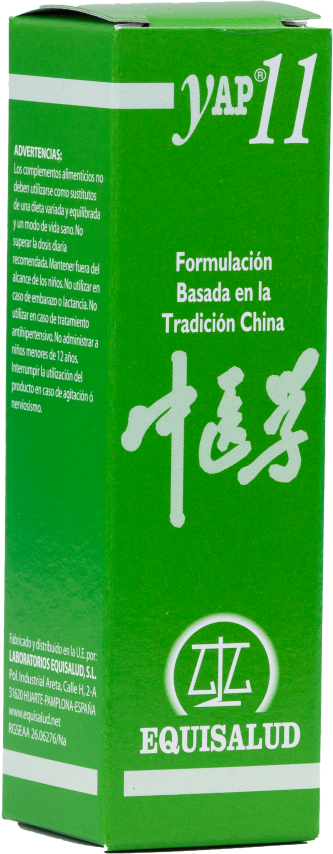 yAP®11
Formulación
Basada en la
Tradición China
中医学
EQUISALUD
ADVERTENCIAS:
Los complementos alimenticios no
deben utilizarse como sustitutos
de una dieta variada y equilibrada
y un modo de vida sano. No
superar la dosis diaria
recomendada. Mantener fuera del
alcance de los niños. No utilizar en
caso de embarazo o lactancia. No
utilizar en caso de tratamiento
antihipertensivo. No administrar a
niños menores de 12 años.
Interrumpir la utilización del
producto en caso de agitación ó
nerviosismo.
Fabricado y distribuido en la U.E. por:
LABORATORIOS EQUISALUD, S.L.
Pol. Industrial Areta, Calle H, 2-A
31620 HUARTE-PAMPLONA-ESPAÑA
www.equisalud.net
RGSEAA 26.06276/Na